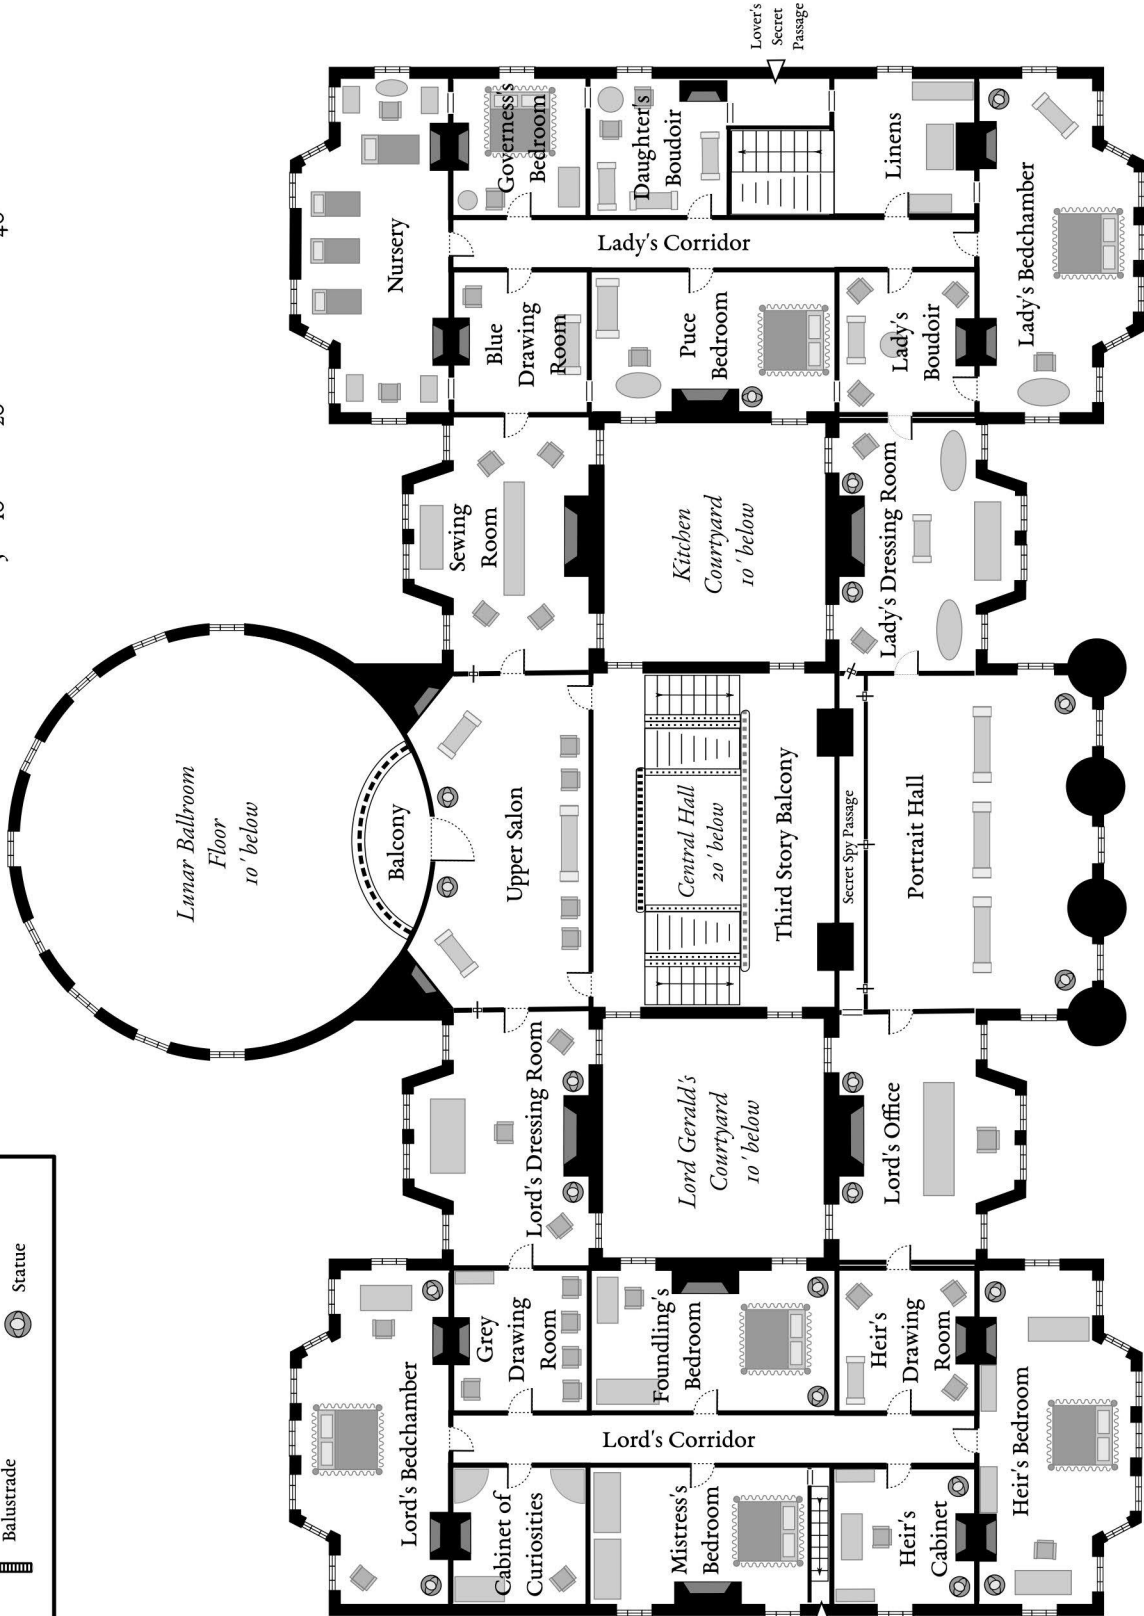 Lover's
Secret
Passage
Nursery
Governess's
Bedroom
Daughter's
Boudoir
Linens
Lady's Bedchamber
Lady's Corridor
Blue
Drawing
Room
Puce
Bedroom
Lady's
Boudoir
Sewing
Room
Kitchen
Courtyard
10' below
Lady's Dressing Room
Lunar Ballroom
Floor
10' below
Balcony
Upper Salon
Central Hall
20' below
Third Story Balcony
Secret Spy Passage
Portrait Hall
Lord's Dressing Room
Lord Gerald's
Courtyard
10' below
Lord's Office
Statue
Balustrade
Lord's Bedchamber
Grey
Drawing
Room
Foundling's
Bedroom
Heir's
Drawing
Room
Heir's Bedroom
Lord's Corridor
Cabinet of
Curiosities
Mistress's
Bedroom
Heir's
Cabinet